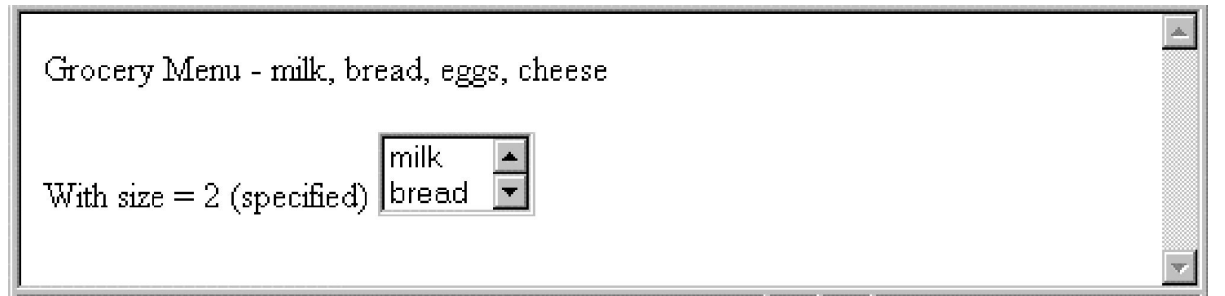 Grocery Menu - milk, bread, eggs, cheese
milk
With size = 2 (specified) bread